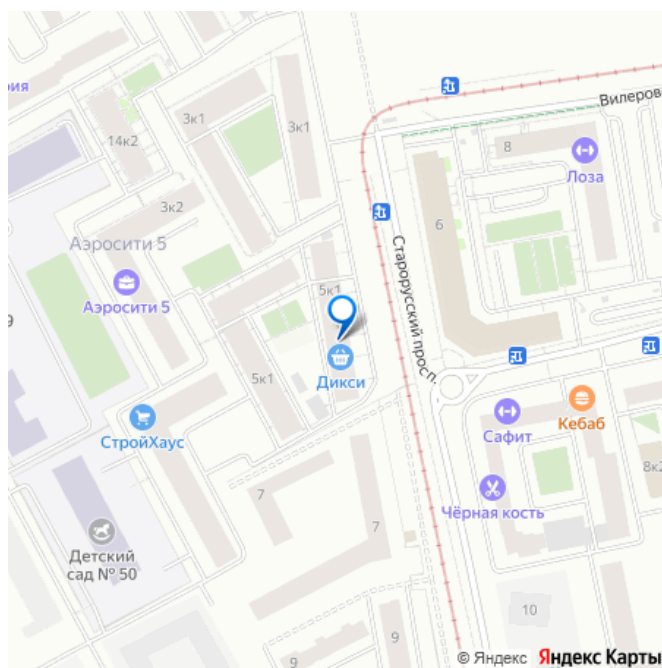 рия
14к2
3к1
3к1
Вилеров
8
Лоза
3к2
6
Аэросити 5
Аэросити 5
5к1
Старорусский просп.
9
Дикси
5к1
СтройХаус
Сафит
Кебаб
8к2
Чёрная кость
7
7
Детский
сад № 50
10
9
9
© Яндекс Яндекс Карты